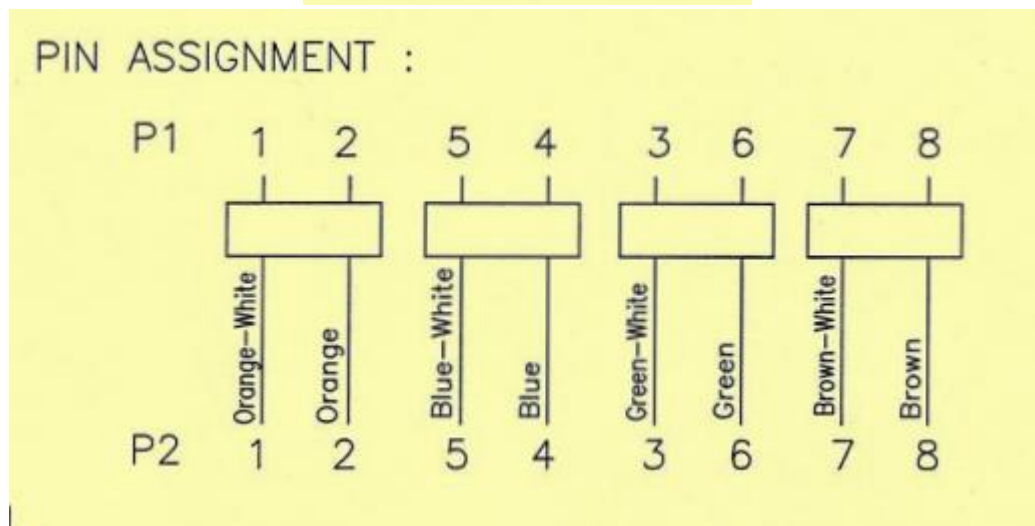 PIN ASSIGNMENT :
P1 1 2 5 4 3 6 7 8
Orange-White Orange Blue-White Blue Green-White Green Brown-White Brown
P2 1 2 5 4 3 6 7 8